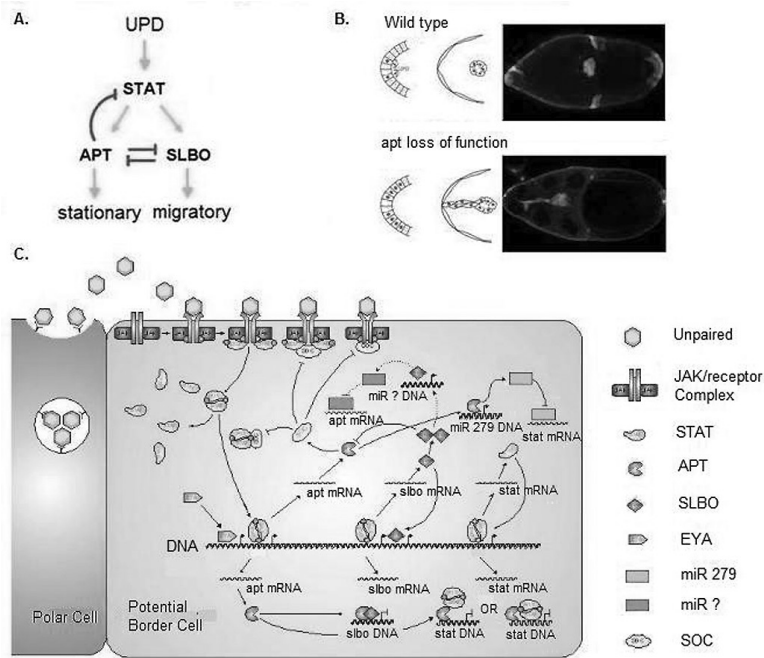 A.
UPD
STAT
APT
SLBO
stationary migratory
B.
Wild type
apt loss of function
C.
Unpaired
JAK/receptor
Complex
STAT
APT
SLBO
EYA
miR 279
miR ?
SOC
miR ? DNA
apt mRNA
miR 279 DNA
stat mRNA
apt mRNA
slbo mRNA
stat mRNA
DNA
apt mRNA
slbo mRNA
stat mRNA
Polar Cell
Potential
Border Cell
slbo DNA
stat DNA
OR
stat DNA